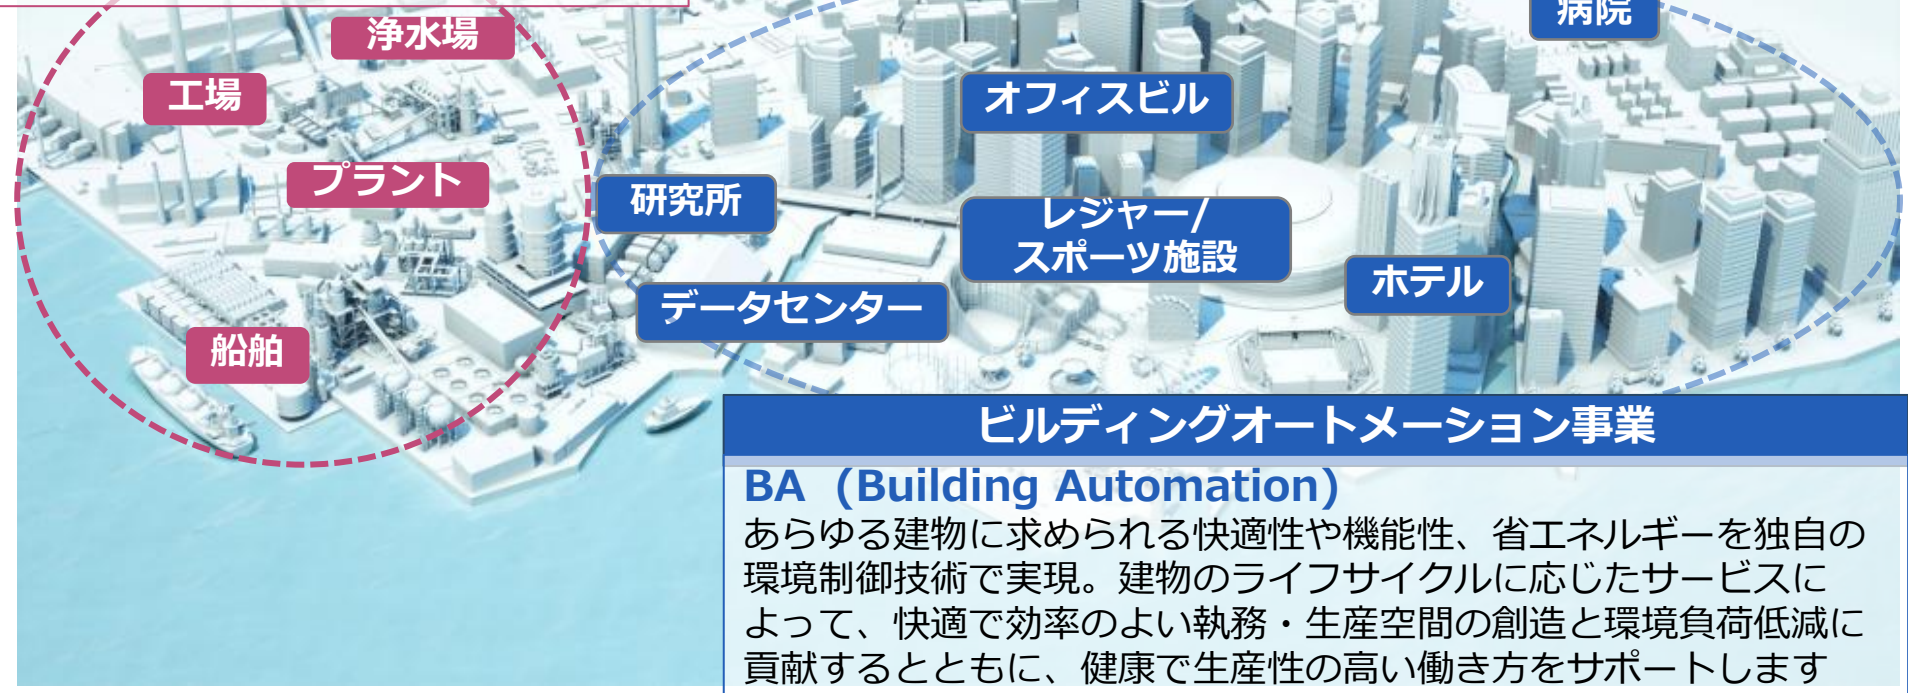 病院
浄水場
工場
オフィスビル
プラント
研究所
レジャー/
スポーツ施設
ホテル
データセンター
船舶
ビルディングオートメーション事業
BA (Building Automation)
あらゆる建物に求められる快適性や機能性、省エネルギーを独自の
環境制御技術で実現。建物のライフサイクルに応じたサービスに
よって、快適で効率のよい執務・生産空間の創造と環境負荷低減に
貢献するとともに、健康で生産性の高い働き方をサポートします